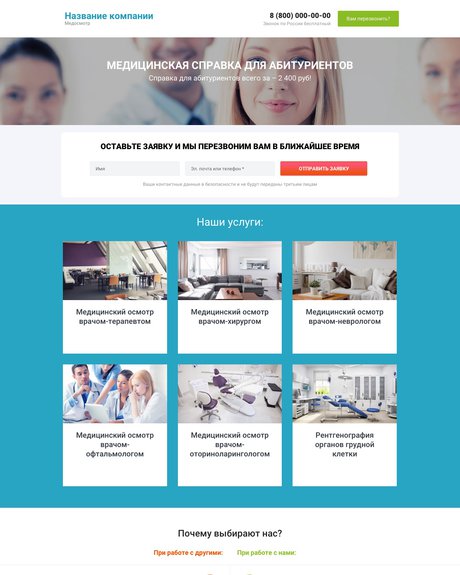 Название компании
Медосмотр
8 (800) 000-00-00
Звонок по России бесплатный
Вам перезвонить?
МЕДИЦИНСКАЯ СПРАВКА ДЛЯ АБИТУРИЕНТОВ
Справка для абитуриентов всего за – 2 400 руб!
ОСТАВЬТЕ ЗАЯВКУ И МЫ ПЕРЕЗВОНИМ ВАМ В БЛИЖАЙШЕЕ ВРЕМЯ
Имя
Эл. почта или телефон *
ОТПРАВИТЬ ЗАЯВКУ
Ваши контактные данные в безопасности и не будут переданы третьим лицам
Наши услуги:
Медицинский осмотр
врачом-терапевтом
Медицинский осмотр
врачом-хирургом
Медицинский осмотр
врачом-неврологом
Медицинский осмотр
врачом-
офтальмологом
Медицинский осмотр
врачом-
оториноларингологом
Рентгенография
органов грудной
клетки
Почему выбирают нас?
При работе с другими:
При работе с нами: